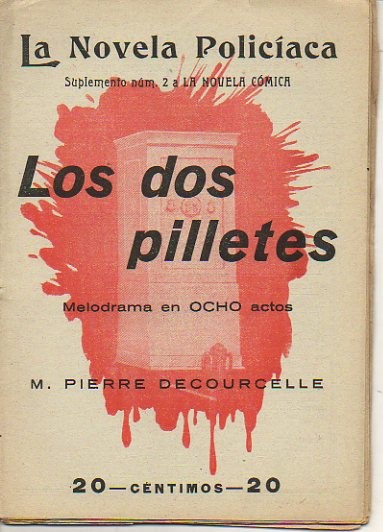 La Novela Policíaca
Suplemento núm. 2 a LA NOVELA CÓMICA
Los dos
pilletes
Melodrama en OCHO actos
M. PIERRE DECOURCELLE
20—CÉNTIMOS—20